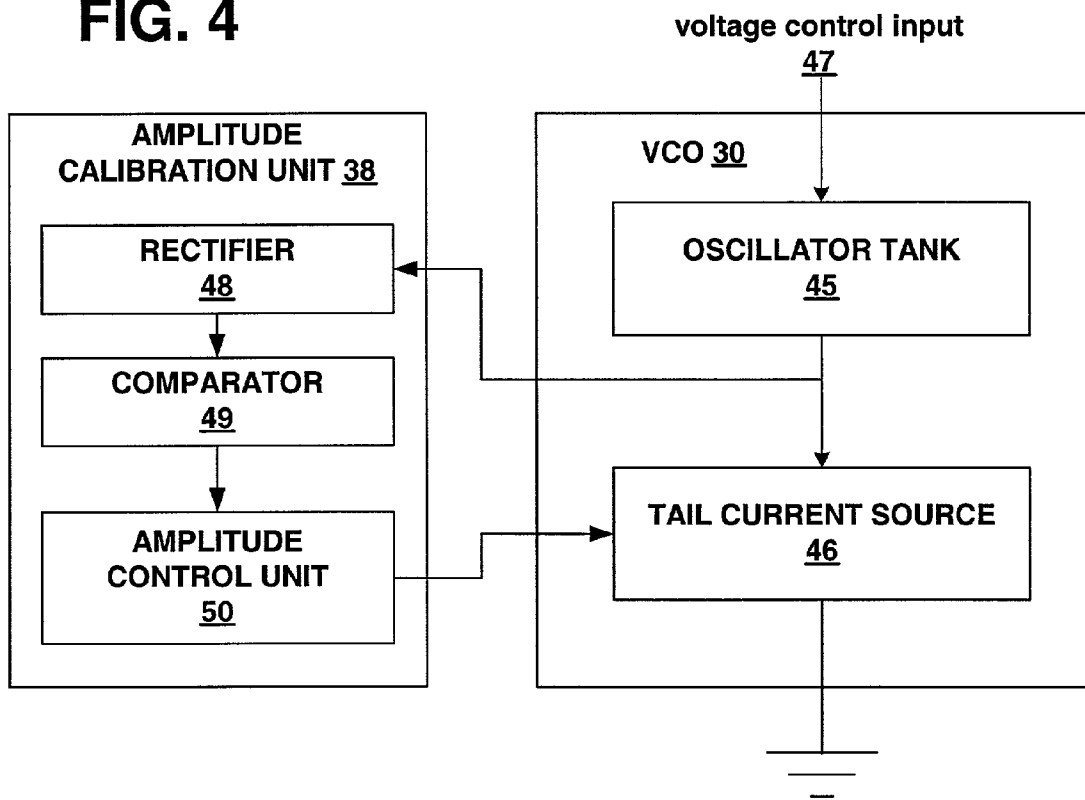 FIG. 4
voltage control input
47
AMPLITUDE
CALIBRATION UNIT 38
VCO 30
RECTIFIER
48
OSCILLATOR TANK
45
COMPARATOR
49
TAIL CURRENT SOURCE
46
AMPLITUDE
CONTROL UNIT
50